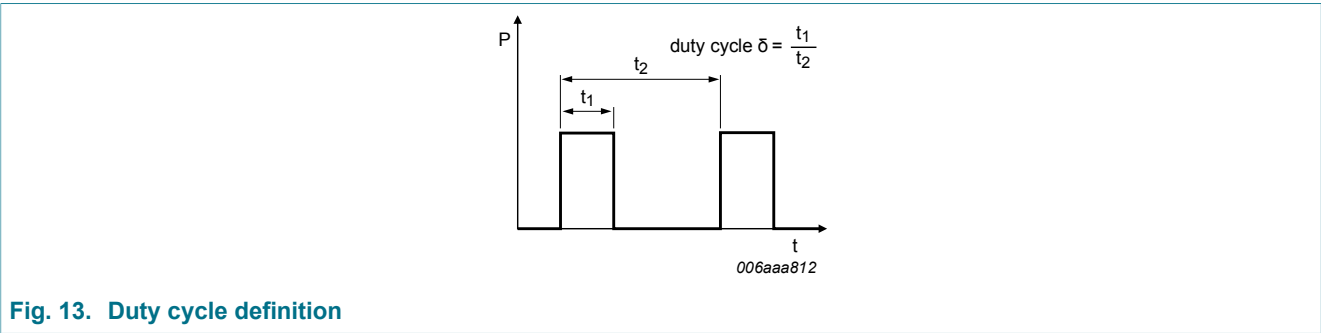 P
duty cycle δ = t1/t2
t2
t1
t
006aaa812
Fig. 13. Duty cycle definition